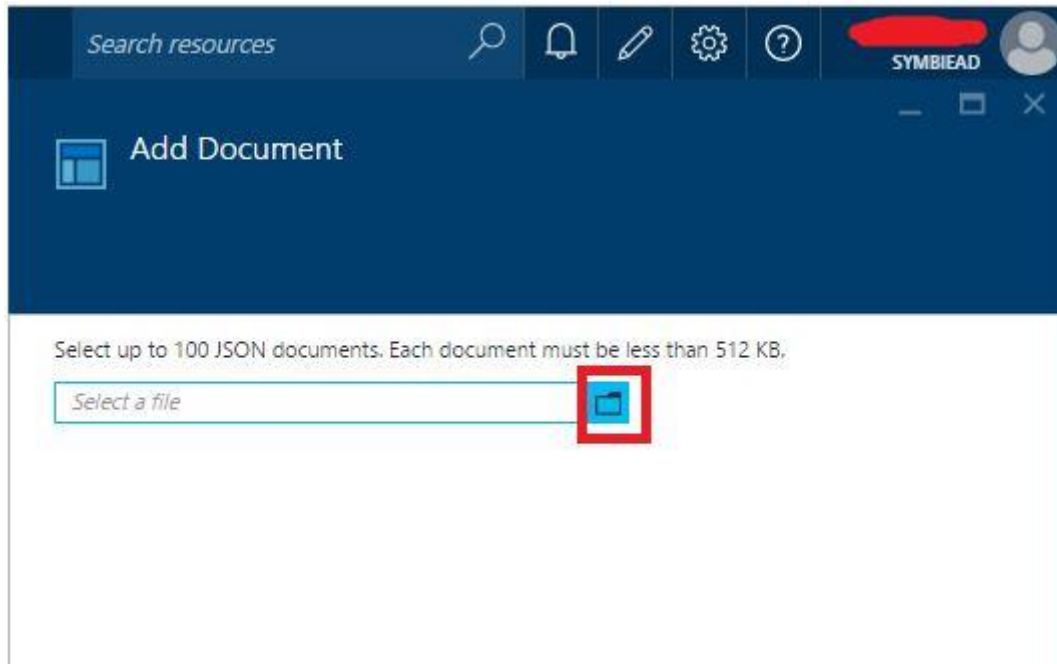 Search resources
SYMBIEAD
Add Document
Select up to 100 JSON documents. Each document must be less than 512 KB.
Select a file